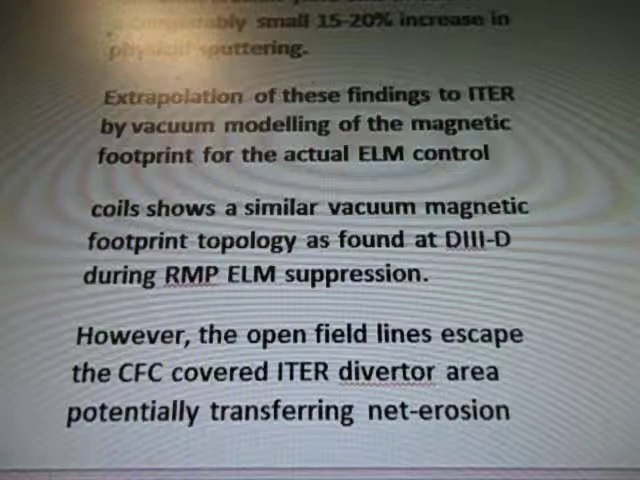 small 15-20% increase in
sputtering.
Extrapolation of these findings to ITER
by vacuum modelling of the magnetic
footprint for the actual ELM control
coils shows a similar vacuum magnetic
footprint topology as found at DIII-D
during RMP ELM suppression.
However, the open field lines escape
the CFC covered ITER divertor area
potentially transferring net-erosion